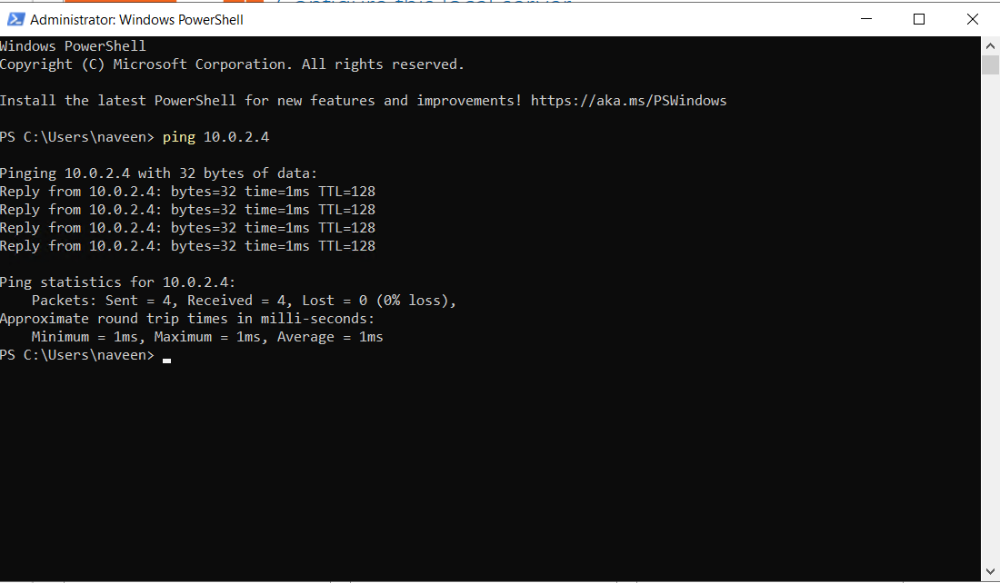 Administrator: Windows PowerShell
Windows PowerShell
Copyright (C) Microsoft Corporation. All rights reserved.
Install the latest PowerShell for new features and improvements! https://aka.ms/PSWindows
PS C:\Users\naveen> ping 10.0.2.4
Pinging 10.0.2.4 with 32 bytes of data:
Reply from 10.0.2.4: bytes=32 time=1ms TTL=128
Reply from 10.0.2.4: bytes=32 time=1ms TTL=128
Reply from 10.0.2.4: bytes=32 time=1ms TTL=128
Reply from 10.0.2.4: bytes=32 time=1ms TTL=128
Ping statistics for 10.0.2.4:
    Packets: Sent = 4, Received = 4, Lost = 0 (0% loss),
Approximate round trip times in milli-seconds:
    Minimum = 1ms, Maximum = 1ms, Average = 1ms
PS C:\Users\naveen>